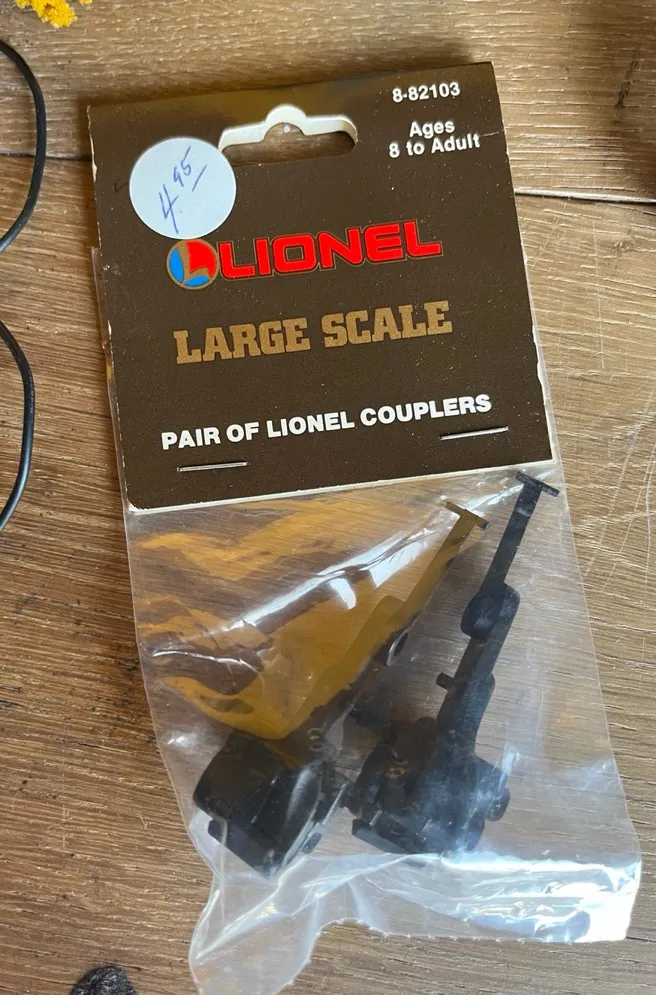 8-82103
Ages
8 to Adult
4.95
LIONEL
LARGE SCALE
PAIR OF LIONEL COUPLERS